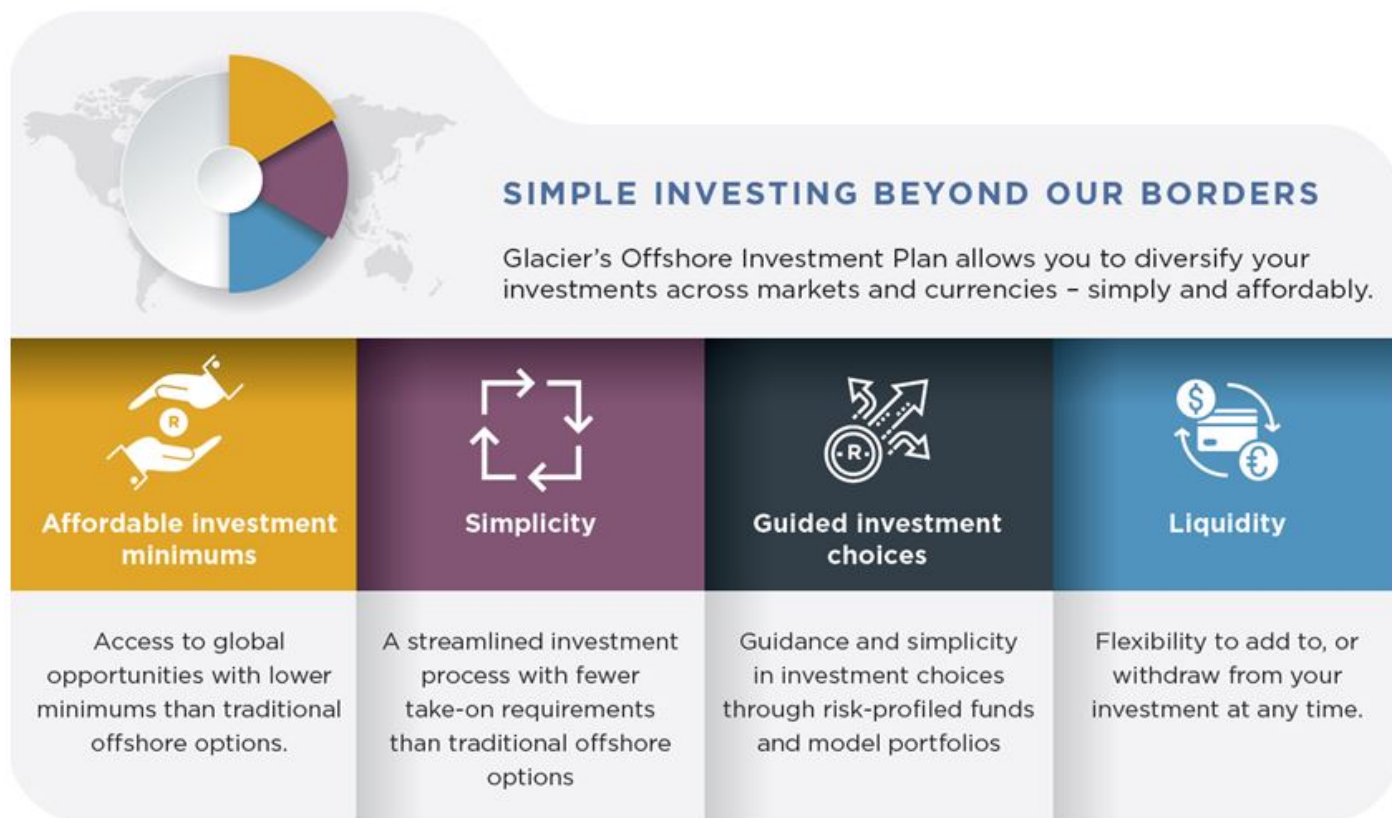 SIMPLE INVESTING BEYOND OUR BORDERS
Glacier's Offshore Investment Plan allows you to diversify your
investments across markets and currencies – simply and affordably.
R
Affordable investment
minimums
Access to global
opportunities with lower
minimums than traditional
offshore options.
Simplicity
A streamlined investment
process with fewer
take-on requirements
than traditional offshore
options
R
Guided investment
choices
Guidance and simplicity
in investment choices
through risk-profiled funds
and model portfolios
$
€
Liquidity
Flexibility to add to, or
withdraw from your
investment at any time.